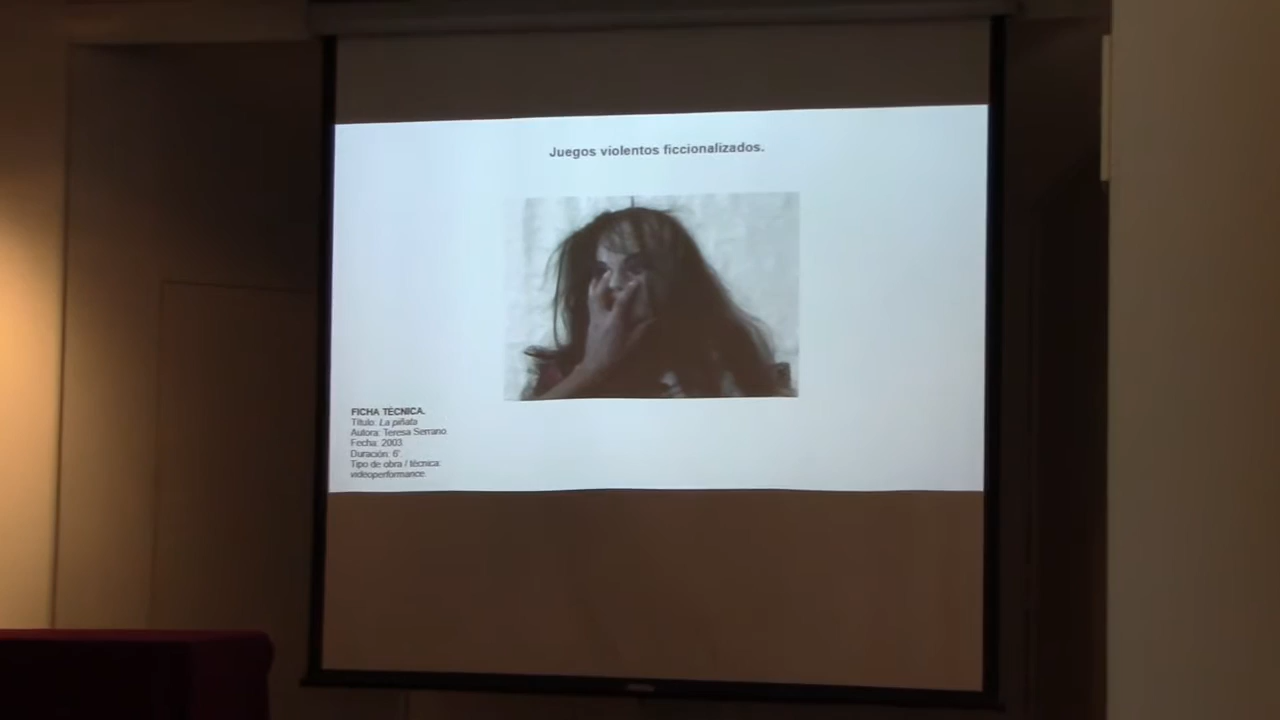 Juegos violentos ficcionalizados.
FICHA TÉCNICA.
Título: La piñata
Autora: Teresa Serrano
Fecha: 2003
Duración: 6'
Tipo de obra / técnica:
videoperformance.